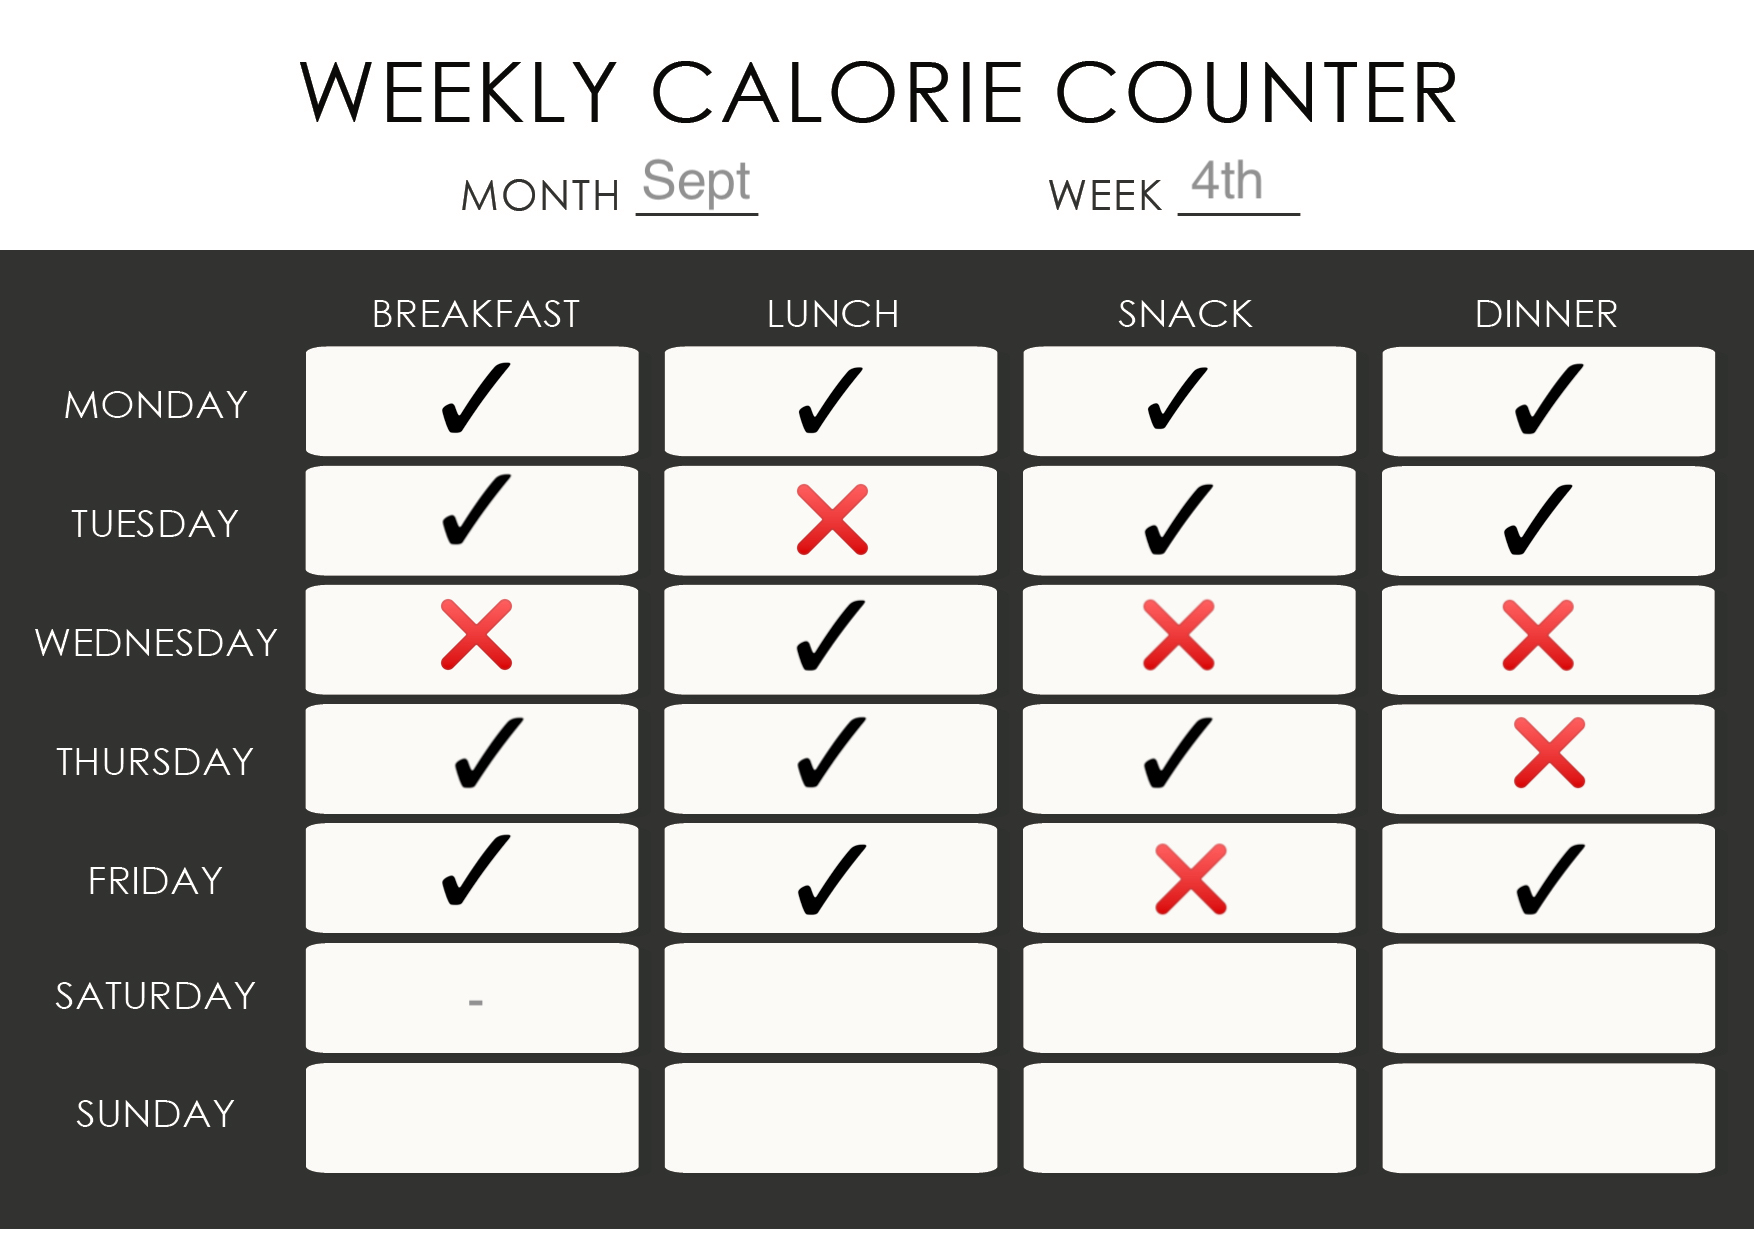 WEEKLY CALORIE COUNTER
MONTH Sept WEEK 4th
BREAKFAST LUNCH SNACK DINNER
MONDAY ✓ ✓ ✓ ✓
TUESDAY ✓ ❌ ✓ ✓
WEDNESDAY ❌ ✓ ❌ ❌
THURSDAY ✓ ✓ ✓ ❌
FRIDAY ✓ ✓ ❌ ✓
SATURDAY -
SUNDAY